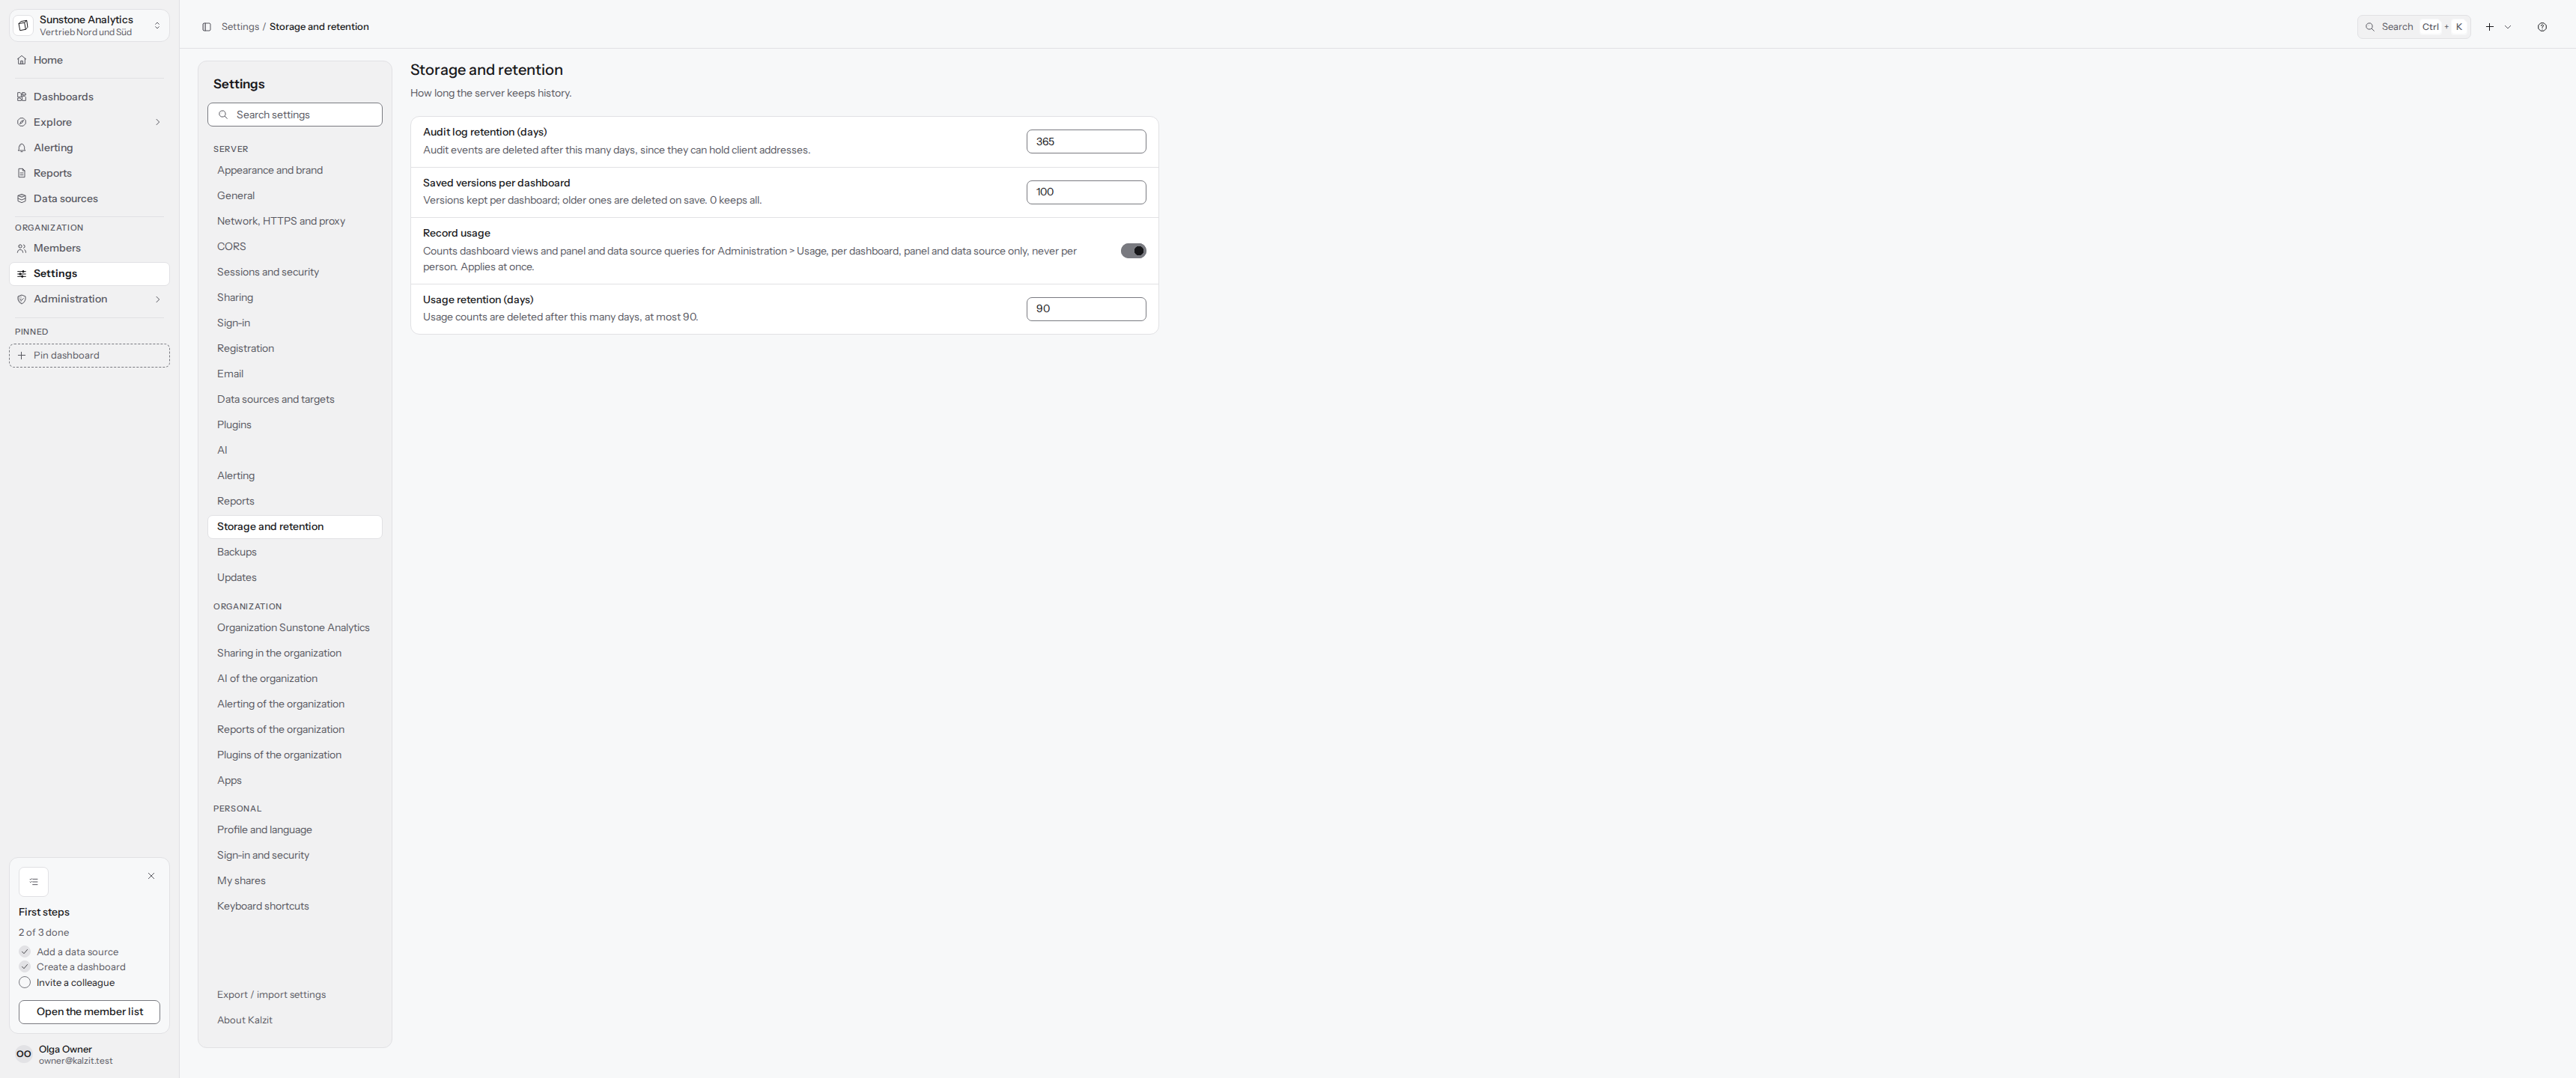 Sunstone Analytics
Vertrieb Nord und Süd
Home
Dashboards
Explore
Alerting
Reports
Data sources
ORGANIZATION
Members
Settings
Administration
PINNED
Pin dashboard
First steps
2 of 3 done
Add a data source
Create a dashboard
Invite a colleague
Open the member list
OO
Olga Owner
owner@kalzit.test
Settings / Storage and retention
Search Ctrl + K
Settings
Search settings
SERVER
Appearance and brand
General
Network, HTTPS and proxy
CORS
Sessions and security
Sharing
Sign-in
Registration
Email
Data sources and targets
Plugins
AI
Alerting
Reports
Storage and retention
Backups
Updates
ORGANIZATION
Organization Sunstone Analytics
Sharing in the organization
AI of the organization
Alerting of the organization
Reports of the organization
Plugins of the organization
Apps
PERSONAL
Profile and language
Sign-in and security
My shares
Keyboard shortcuts
Export / import settings
About Kalzit
Storage and retention
How long the server keeps history.
Audit log retention (days)
Audit events are deleted after this many days, since they can hold client addresses.
365
Saved versions per dashboard
Versions kept per dashboard; older ones are deleted on save. 0 keeps all.
100
Record usage
Counts dashboard views and panel and data source queries for Administration > Usage, per dashboard, panel and data source only, never per
person. Applies at once.
Usage retention (days)
Usage counts are deleted after this many days, at most 90.
90